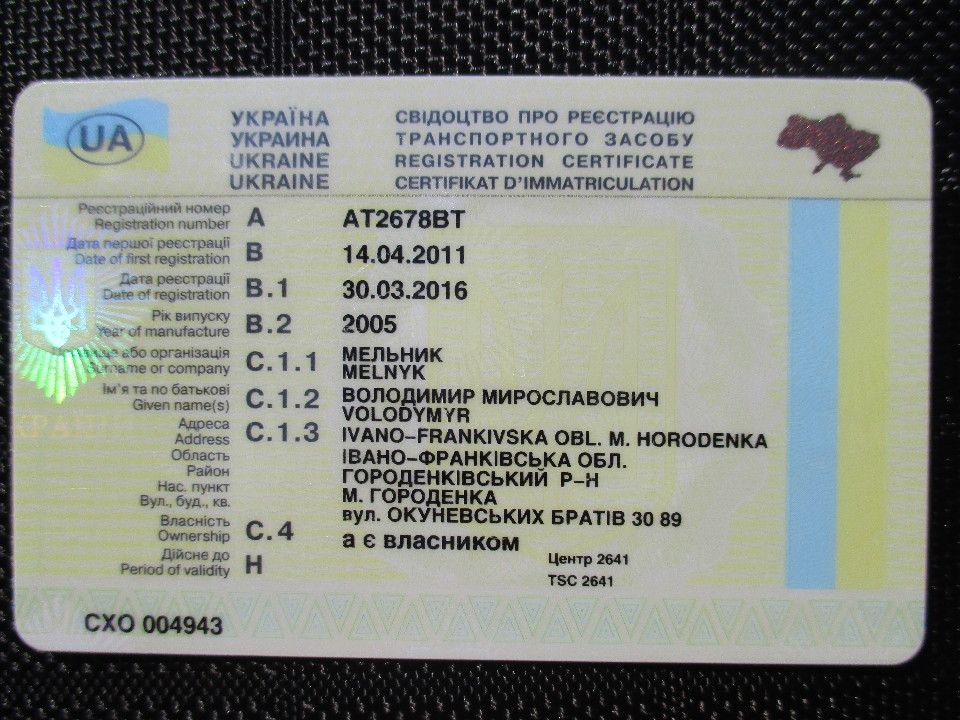 UA
УКРАЇНА
УКРАИНА
UKRAINE
UKRAINE
СВІДОЦТВО ПРО РЕЄСТРАЦІЮ
ТРАНСПОРТНОГО ЗАСОБУ
REGISTRATION CERTIFICATE
CERTIFIKAT D'IMMATRICULATION
Реєстраційний номер
Registration number
A
AT2678BT
Дата першої реєстрації
Date of first registration
B
14.04.2011
Дата реєстрації
Date of registration
B.1
30.03.2016
Рік випуску
Year of manufacture
B.2
2005
Прізвище або організація
Surname or company
C.1.1
МЕЛЬНИК
MELNYK
Ім'я та по батькові
Given name(s)
C.1.2
ВОЛОДИМИР МИРОСЛАВОВИЧ
VOLODYMYR
Адреса
Address
Область
Район
Нас. пункт
Вул., буд., кв.
C.1.3
IVANO-FRANKIVSKA OBL. M. HORODENKA
ІВАНО-ФРАНКІВСЬКА ОБЛ.
ГОРОДЕНКІВСЬКИЙ Р-Н
М. ГОРОДЕНКА
вул. ОКУНЕВСЬКИХ БРАТІВ 30 89
Власність
Ownership
C.4
а є власником
Дійсне до
Period of validity
H
Центр 2641
TSC 2641
СХО 004943